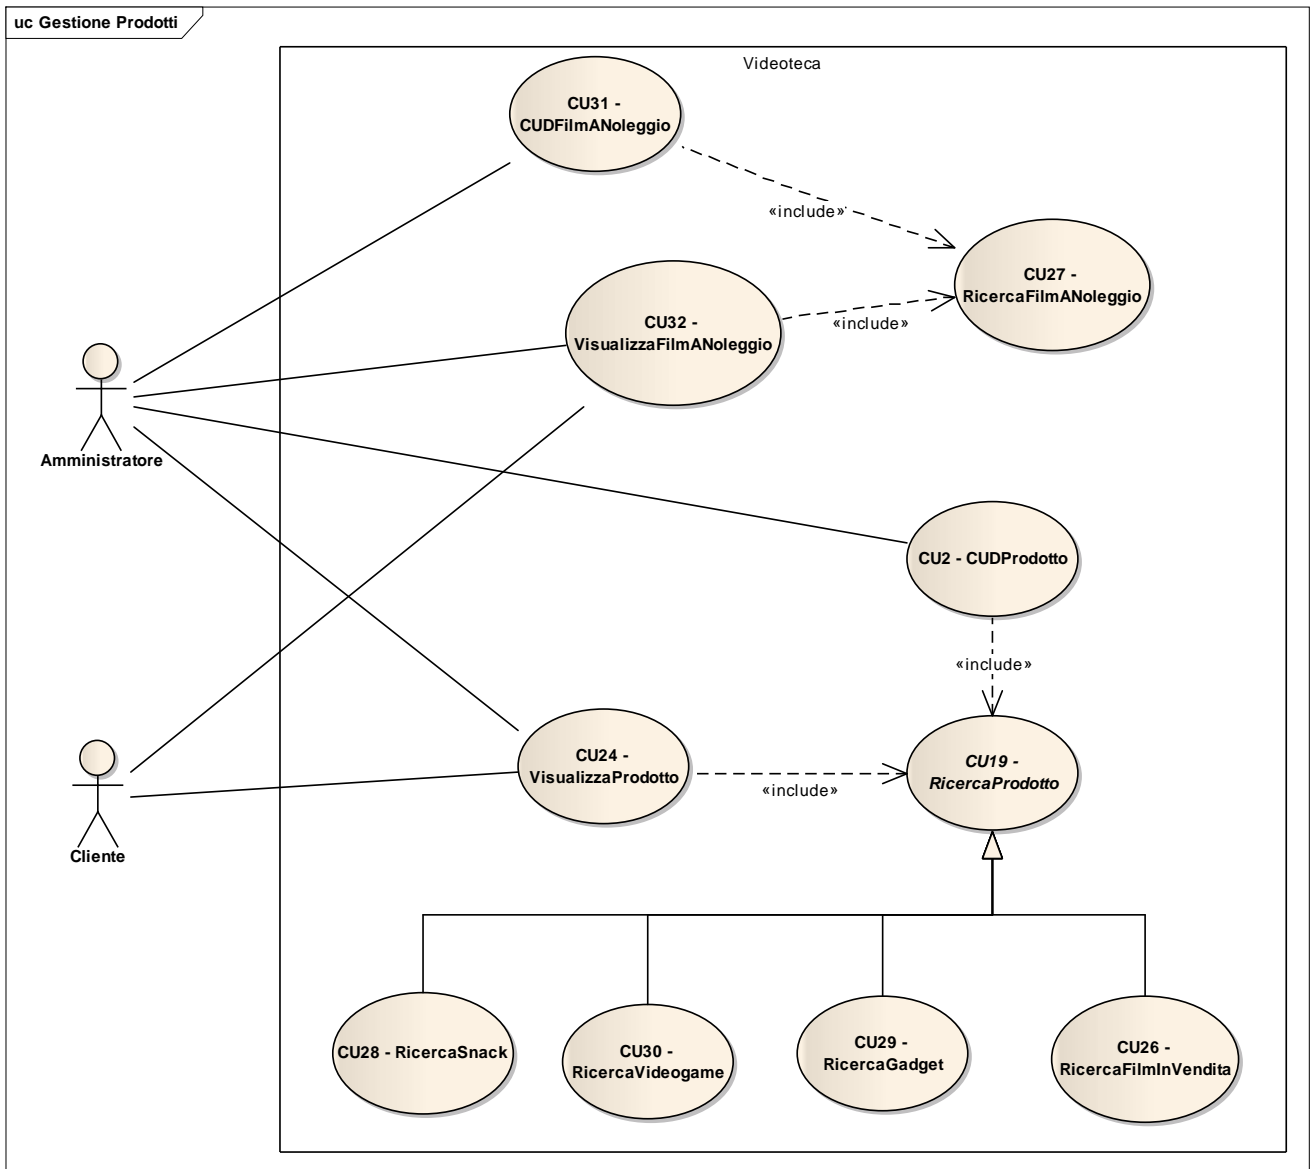 uc Gestione Prodotti
Videoteca
CU31 -
CUDFilmANoleggio
«include»
CU27 -
RicercaFilmANoleggio
CU32 -
VisualizzaFilmANoleggio
«include»
Amministratore
CU2 - CUDProdotto
«include»
CU24 -
VisualizzaProdotto
«include»
CU19 -
RicercaProdotto
Cliente
CU28 - RicercaSnack
CU30 -
RicercaVideogame
CU29 -
RicercaGadget
CU26 -
RicercaFilmInVendita